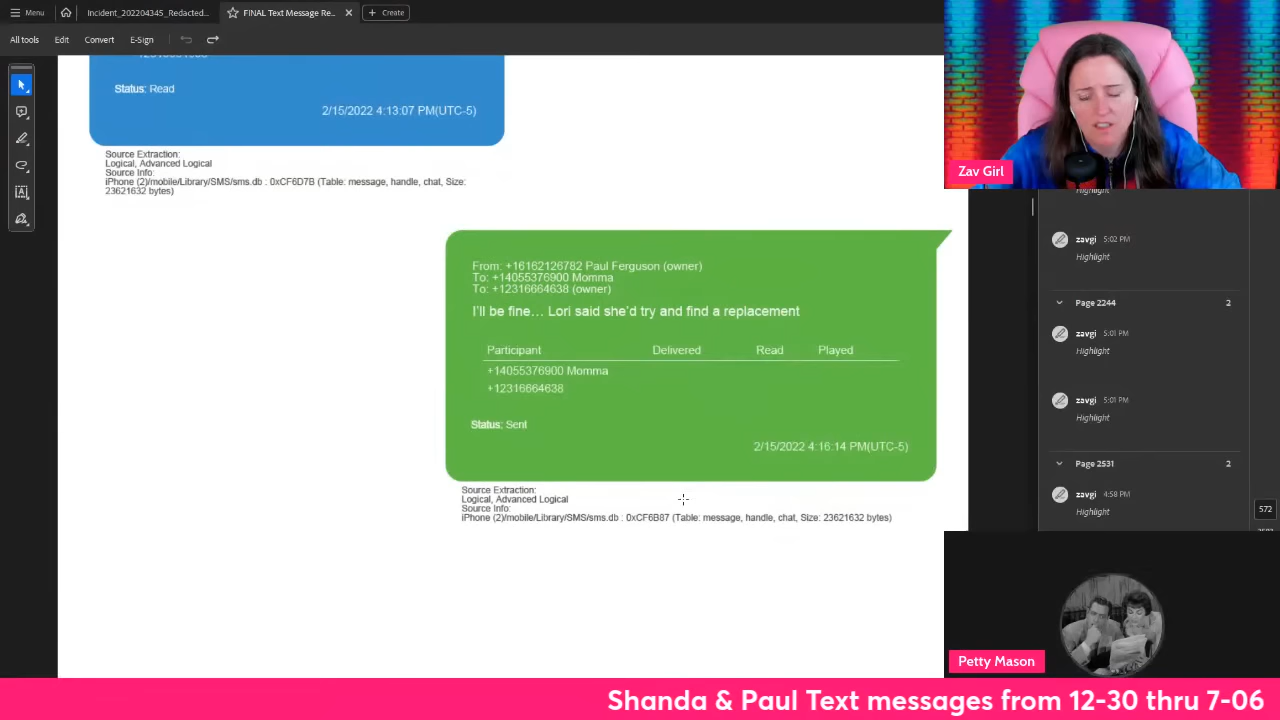 Menu
Incident_202204345_Redacted...
FINAL Text Message Re...
Create
All tools
Edit
Convert
E-Sign
Status: Read
2/15/2022 4:13:07 PM(UTC-5)
Source Extraction:
Logical, Advanced Logical
Source Info:
iPhone (2)/mobile/Library/SMS/sms.db : 0xCF6D7B (Table: message, handle, chat, Size:
23621632 bytes)
From: +16162126782 Paul Ferguson (owner)
To: +14055376900 Momma
To: +12316664638 (owner)
I'll be fine… Lori said she'd try and find a replacement
Participant Delivered Read Played
+14055376900 Momma
+12316664638
Status: Sent
2/15/2022 4:16:14 PM(UTC-5)
Source Extraction:
Logical, Advanced Logical
Source Info:
iPhone (2)/mobile/Library/SMS/sms.db : 0xCF6B87 (Table: message, handle, chat, Size: 23621632 bytes)
Zav Girl
Highlight
zavgi 5:02 PM
Highlight
Page 2244 2
zavgi 5:01 PM
Highlight
zavgi 5:01 PM
Highlight
Page 2531 2
zavgi 4:58 PM
Highlight
572
Petty Mason
Shanda & Paul Text messages from 12-30 thru 7-06